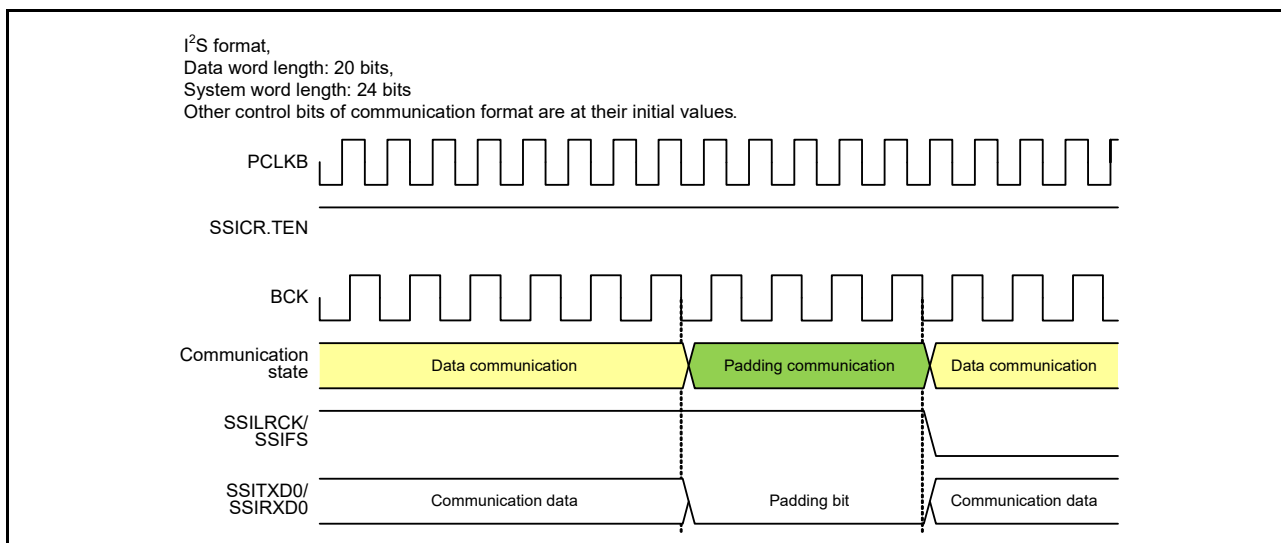 I²S format,
Data word length: 20 bits,
System word length: 24 bits
Other control bits of communication format are at their initial values.
PCLKB
SSICR.TEN
BCK
Communication
state
Data communication
Padding communication
Data communication
SSILRCK/
SSIFS
SSITXD0/
SSIRXD0
Communication data
Padding bit
Communication data